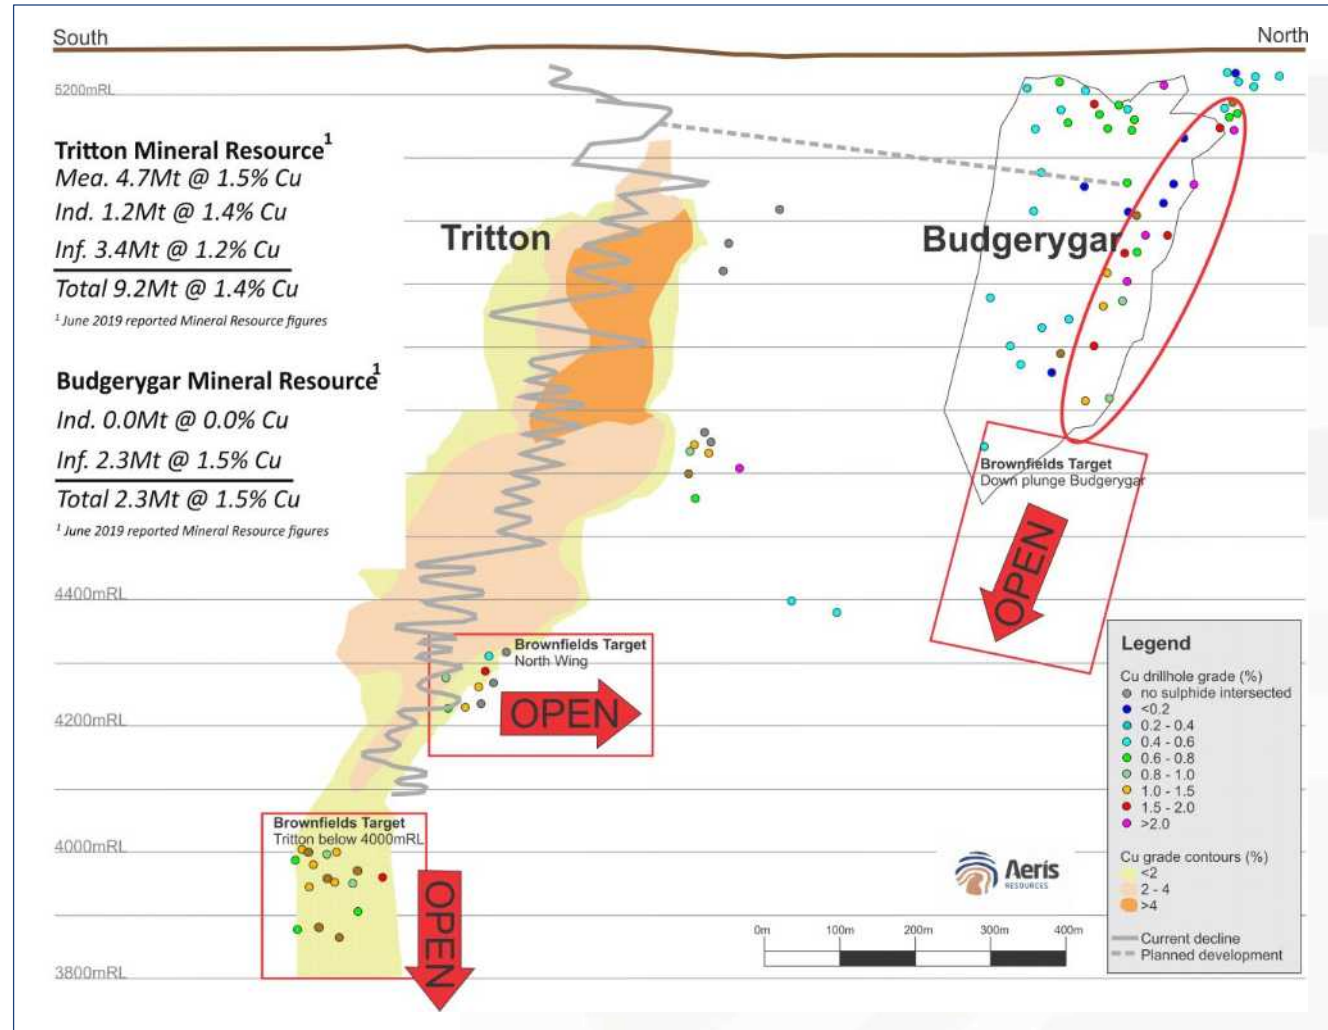 South
North
5200mRL
Tritton Mineral Resource1
Mea. 4.7Mt @ 1.5% Cu
Ind. 1.2Mt @ 1.4% Cu
Inf. 3.4Mt @ 1.2% Cu
Total 9.2Mt @ 1.4% Cu
1 June 2019 reported Mineral Resource figures
Tritton
Budgerygar
Budgerygar Mineral Resource1
Ind. 0.0Mt @ 0.0% Cu
Inf. 2.3Mt @ 1.5% Cu
Total 2.3Mt @ 1.5% Cu
1 June 2019 reported Mineral Resource figures
Brownfields Target
Down plunge Budgerygar
OPEN
4400mRL
Brownfields Target
North Wing
OPEN
4200mRL
Brownfields Target
Tritton below 4000mRL
4000mRL
OPEN
3800mRL
Aeris
RESOURCES
0m 100m 200m 300m 400m
Legend
Cu drillhole grade (%)
no sulphide intersected
<0.2
0.2 - 0.4
0.4 - 0.6
0.6 - 0.8
0.8 - 1.0
1.0 - 1.5
1.5 - 2.0
>2.0
Cu grade contours (%)
<2
2 - 4
>4
Current decline
Planned development